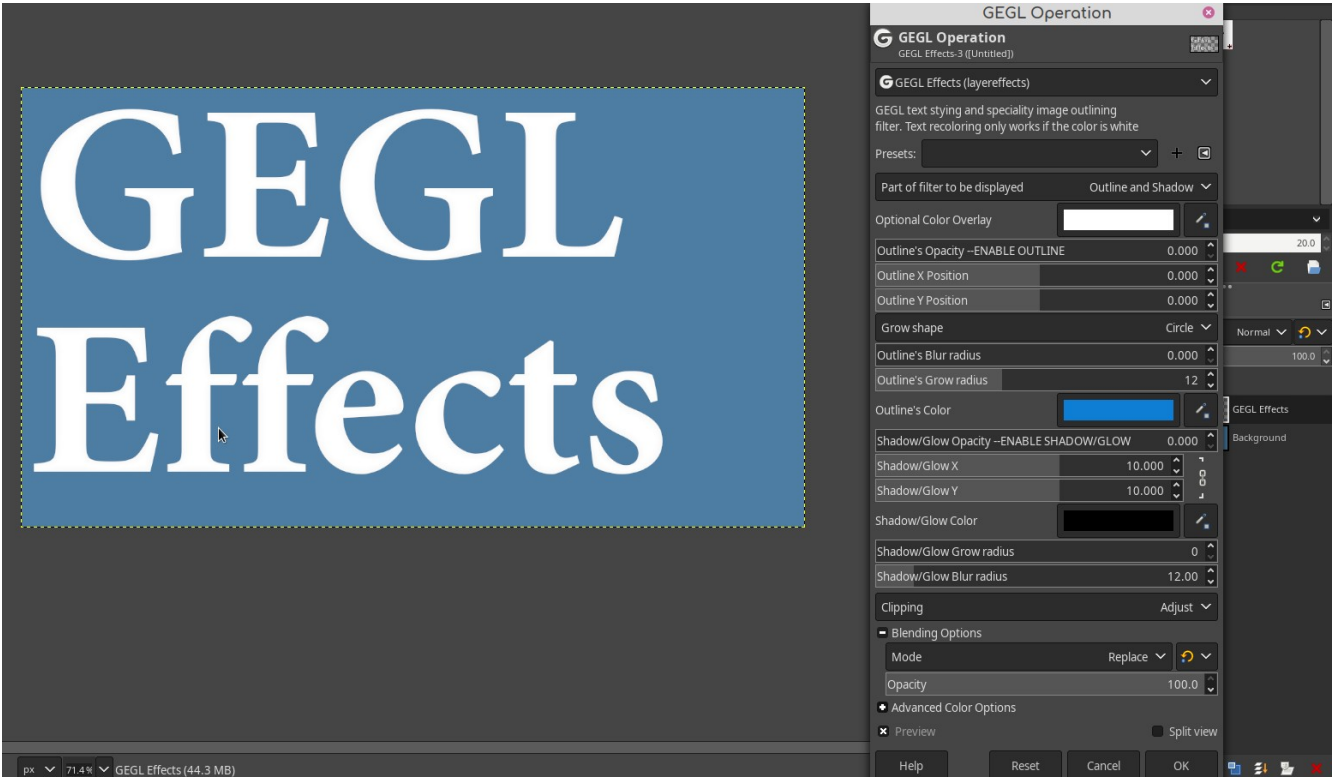 GEGL Operation
GEGL Operation
GEGL Effects-3 ([Untitled])
GEGL Effects (layereffects)
GEGL text stying and speciality image outlining
filter. Text recoloring only works if the color is white
Presets:
Part of filter to be displayed Outline and Shadow
Optional Color Overlay
Outline's Opacity --ENABLE OUTLINE 0.000
Outline X Position 0.000
Outline Y Position 0.000
Grow shape Circle
Outline's Blur radius 0.000
Outline's Grow radius 12
Outline's Color
Shadow/Glow Opacity --ENABLE SHADOW/GLOW 0.000
Shadow/Glow X 10.000
Shadow/Glow Y 10.000
Shadow/Glow Color
Shadow/Glow Grow radius 0
Shadow/Glow Blur radius 12.00
Clipping Adjust
Blending Options
Mode Replace
Opacity 100.0
Advanced Color Options
Preview Split view
Help Reset Cancel OK
GEGL
Effects
20.0
Normal
100.0
GEGL Effects
Background
px 71.4% GEGL Effects (44.3 MB)